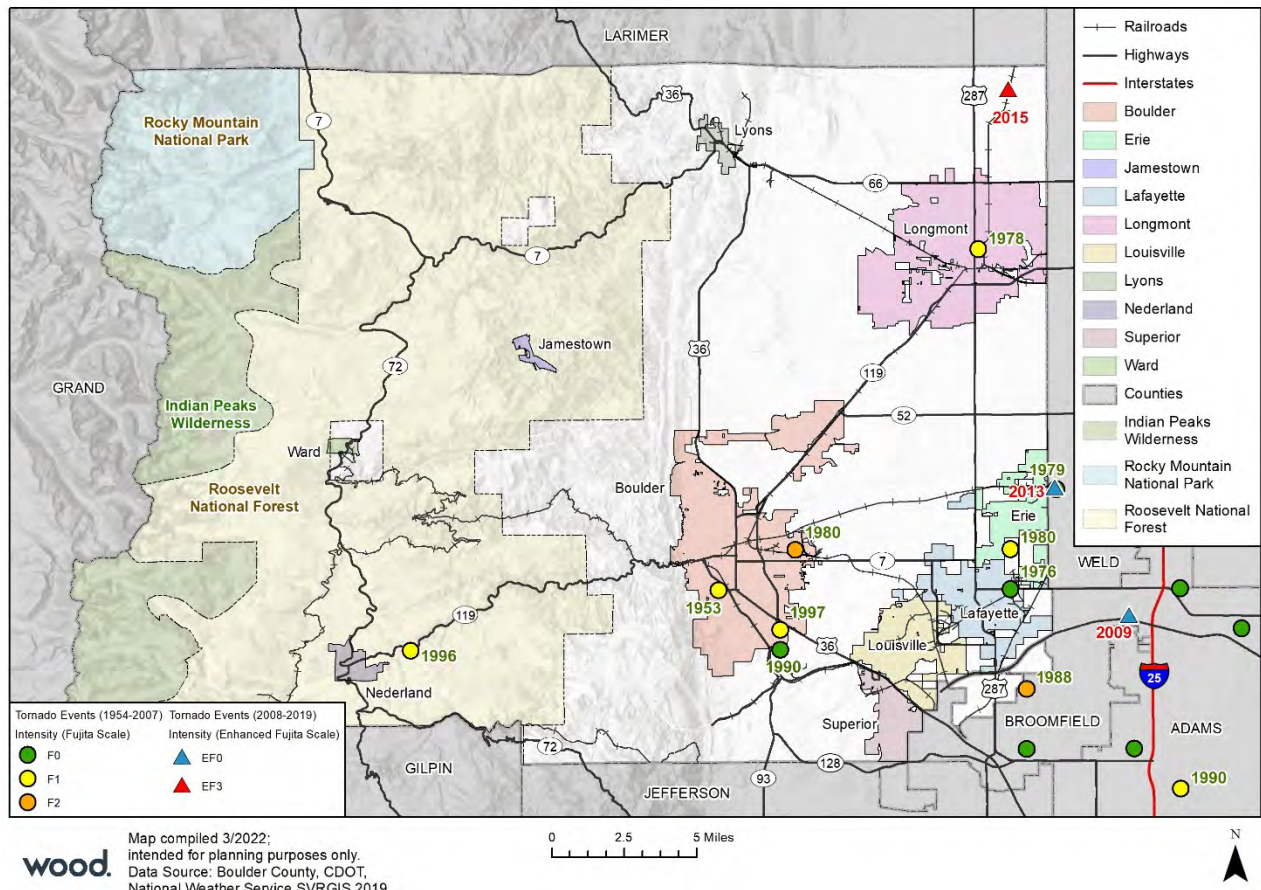 LARIMER
Rocky Mountain
National Park
7
36
Lyons
287
2015
66
Longmont
1978
7
GRAND
Jamestown
72
36
119
Indian Peaks
Wilderness
52
Ward
Boulder
1979
2013
Erie
Roosevelt
National Forest
1980
1980
7
WELD
1976
1953
119
1997
Lafayette
36
2009
1996
1990
Louisville
Nederland
287
1988
25
Superior
BROOMFIELD
ADAMS
72
GILPIN
128
93
JEFFERSON
1990
Railroads
Highways
Interstates
Boulder
Erie
Jamestown
Lafayette
Longmont
Louisville
Lyons
Nederland
Superior
Ward
Counties
Indian Peaks
Wilderness
Rocky Mountain
National Park
Roosevelt National
Forest
Tornado Events (1954-2007)
Intensity (Fujita Scale)
F0
F1
F2
Tornado Events (2008-2019)
Intensity (Enhanced Fujita Scale)
EF0
EF3
wood.
Map compiled 3/2022;
intended for planning purposes only.
Data Source: Boulder County, CDOT,
National Weather Service SVRGIS 2019
0 2.5 5 Miles
N